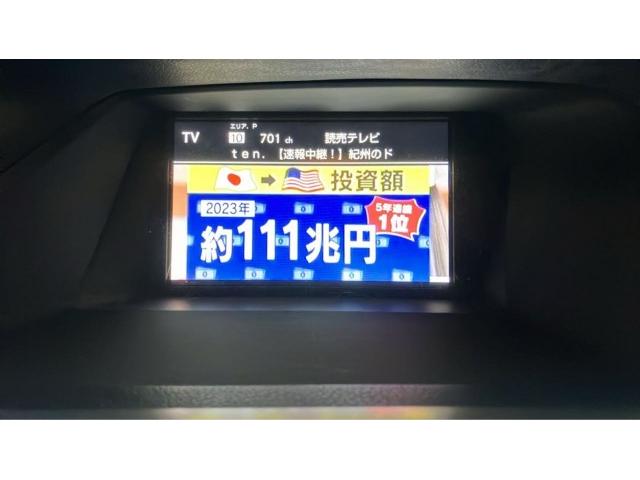 エリア．P
TV 10 701 ch 読売テレビ
ten. 【速報中継！】紀州のド
投資額
2023年
5年連続
1位
約111兆円